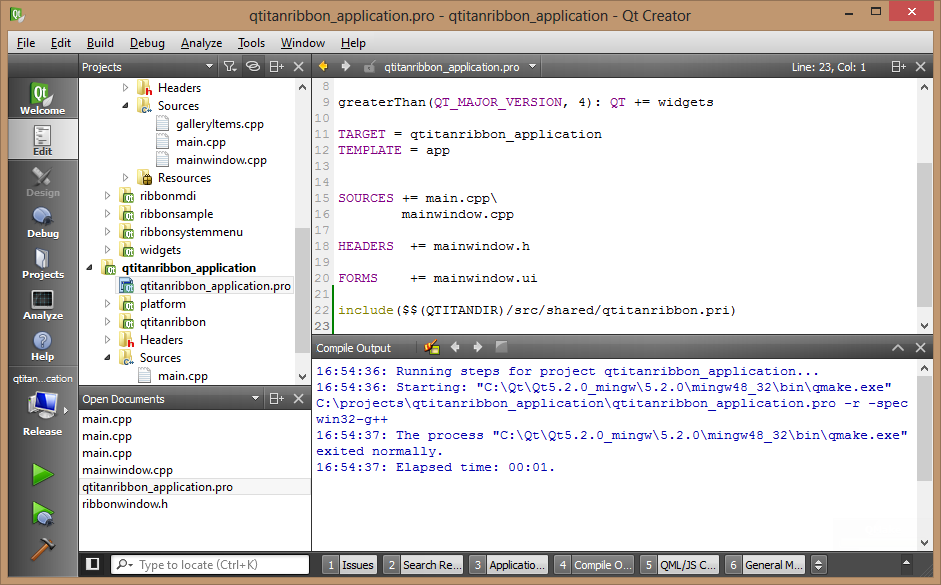 qtitanribbon_application.pro - qtitanribbon_application - Qt Creator
File Edit Build Debug Analyze Tools Window Help
Projects
qtitanribbon_application.pro
Line: 23, Col: 1
Qt
Welcome
Edit
Design
Debug
Projects
Analyze
Help
qtitan...cation
Release
Headers
Sources
galleryItems.cpp
main.cpp
mainwindow.cpp
Resources
ribbonmdi
ribbonsample
ribbonsystemmenu
widgets
qtitanribbon_application
qtitanribbon_application.pro
platform
qtitanribbon
Headers
Sources
main.cpp
Open Documents
main.cpp
main.cpp
main.cpp
mainwindow.cpp
qtitanribbon_application.pro
ribbonwindow.h
8
9 greaterThan(QT_MAJOR_VERSION, 4): QT += widgets
10
11 TARGET = qtitanribbon_application
12 TEMPLATE = app
13
14
15 SOURCES += main.cpp\
16 mainwindow.cpp
17
18 HEADERS += mainwindow.h
19
20 FORMS += mainwindow.ui
21
22 include($$(QTITANDIR)/src/shared/qtitanribbon.pri)
23
Compile Output
16:54:36: Running steps for project qtitanribbon_application...
16:54:36: Starting: "C:\Qt\Qt5.2.0_mingw\5.2.0\mingw48_32\bin\qmake.exe"
C:\projects\qtitanribbon_application\qtitanribbon_application.pro -r -spec
win32-g++
16:54:37: The process "C:\Qt\Qt5.2.0_mingw\5.2.0\mingw48_32\bin\qmake.exe"
exited normally.
16:54:37: Elapsed time: 00:01.
Type to locate (Ctrl+K)
1 Issues 2 Search Re... 3 Applicatio... 4 Compile O... 5 QML/JS C... 6 General M...